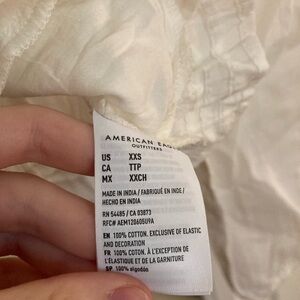 AMERICAN EAGLE
OUTFITTERS
US XXS
CA TTP
MX XXCH
MADE IN INDIA / FABRIQUÉ EN INDE /
HECHO EN INDIA
RN 54485 / CA 03873
EN 100% COTTON, EXCLUSIVE OF ELASTIC
AND DECORATION
FR 100% COTON, À L'EXCEPTION DE
L'ÉLASTIQUE ET DE LA GARNITURE
SP 100% algodón